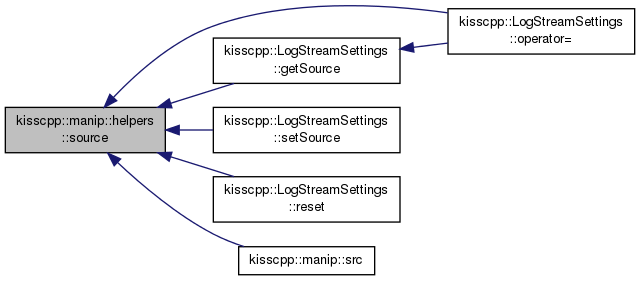 kisscpp::LogStreamSettings
::operator=
kisscpp::LogStreamSettings
::getSource
kisscpp::manip::helpers
::source
kisscpp::LogStreamSettings
::setSource
kisscpp::LogStreamSettings
::reset
kisscpp::manip::src